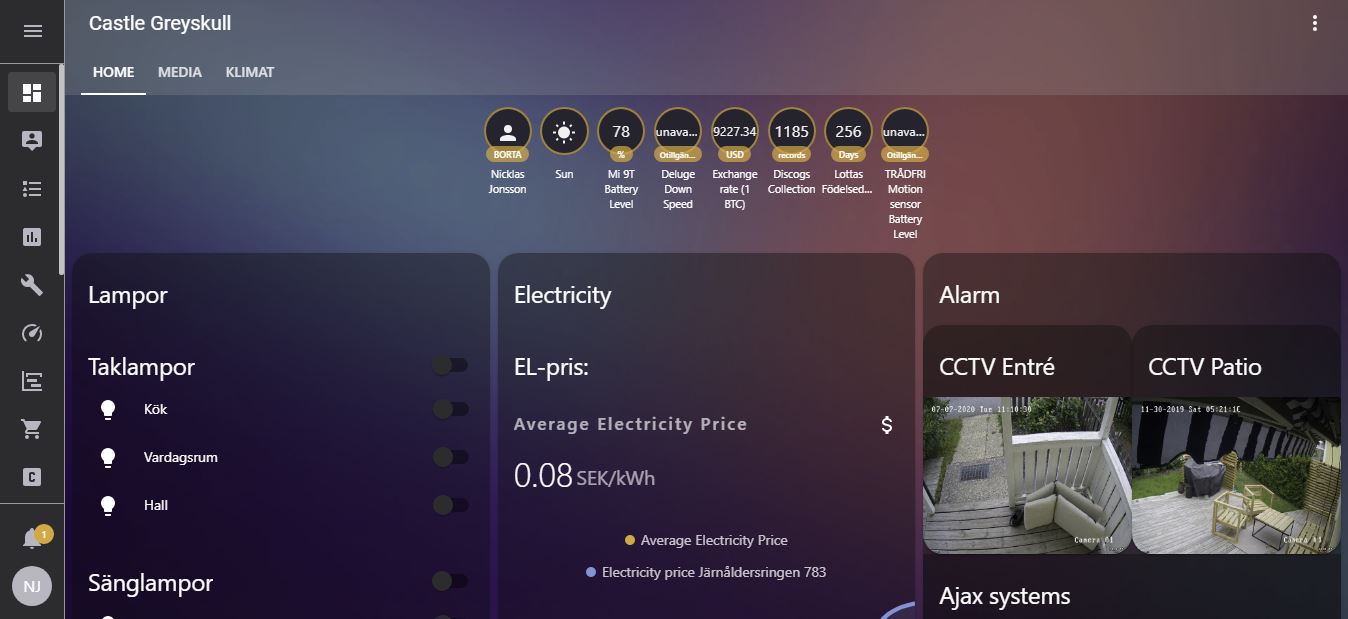 Castle Greyskull
HOME MEDIA KLIMAT
78 unava... 9227.34 1185 256 unava...
BORTA % Otillgän... USD records Days Otillgän...
Nicklas Jonsson
Sun
Mi 9T Battery Level
Deluge Down Speed
Exchange rate (1 BTC)
Discogs Collection
Lottas Födelsed...
TRÅDFRI Motion sensor Battery Level
Lampor
Taklampor
Kök
Vardagsrum
Hall
Sänglampor
Electricity
EL-pris:
Average Electricity Price $
0.08 SEK/kWh
Average Electricity Price
Electricity price Järnåldersringen 783
Alarm
CCTV Entré
07-07-2020 Tue 11:10:30
Camera 01
CCTV Patio
11-30-2019 Sat 05:21:16
Camera 01
Ajax systems
C
1
NJ